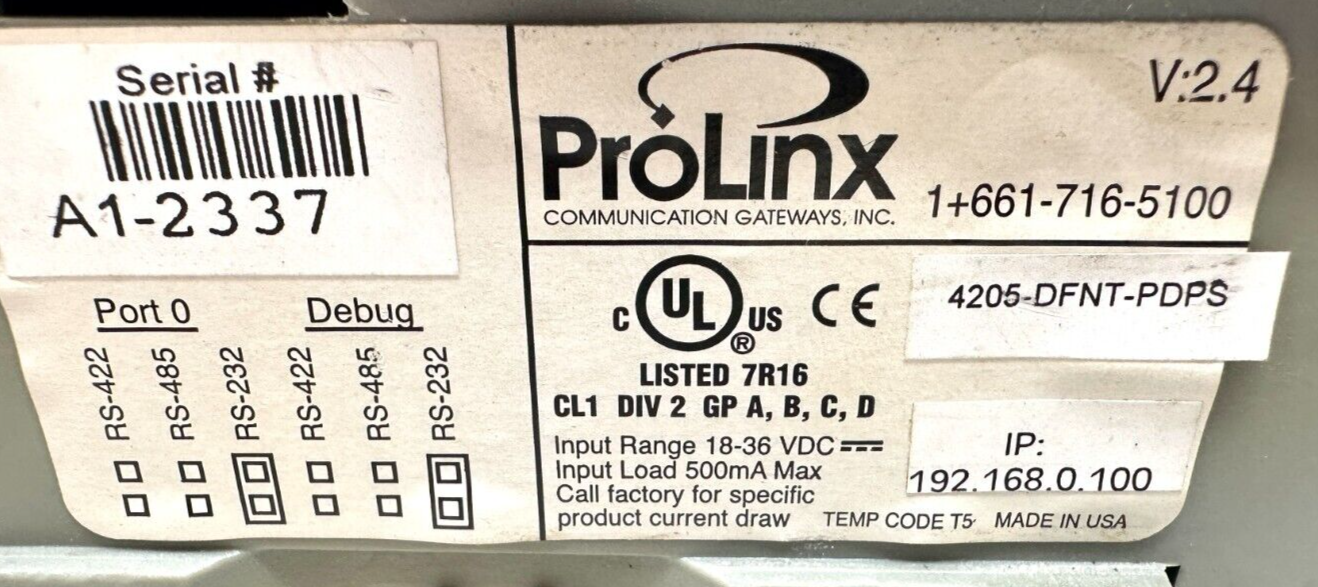 Serial #
A1-2337
Port 0 Debug
RS-422 RS-485 RS-232 RS-422 RS-485 RS-232
ProLinx
COMMUNICATION GATEWAYS, INC.
V:2.4
1+661-716-5100
C UL US ®
CE
LISTED 7R16
CL1 DIV 2 GP A, B, C, D
Input Range 18-36 VDC
Input Load 500mA Max
Call factory for specific
product current draw
4205-DFNT-PDPS
IP:
192.168.0.100
TEMP CODE T5 MADE IN USA